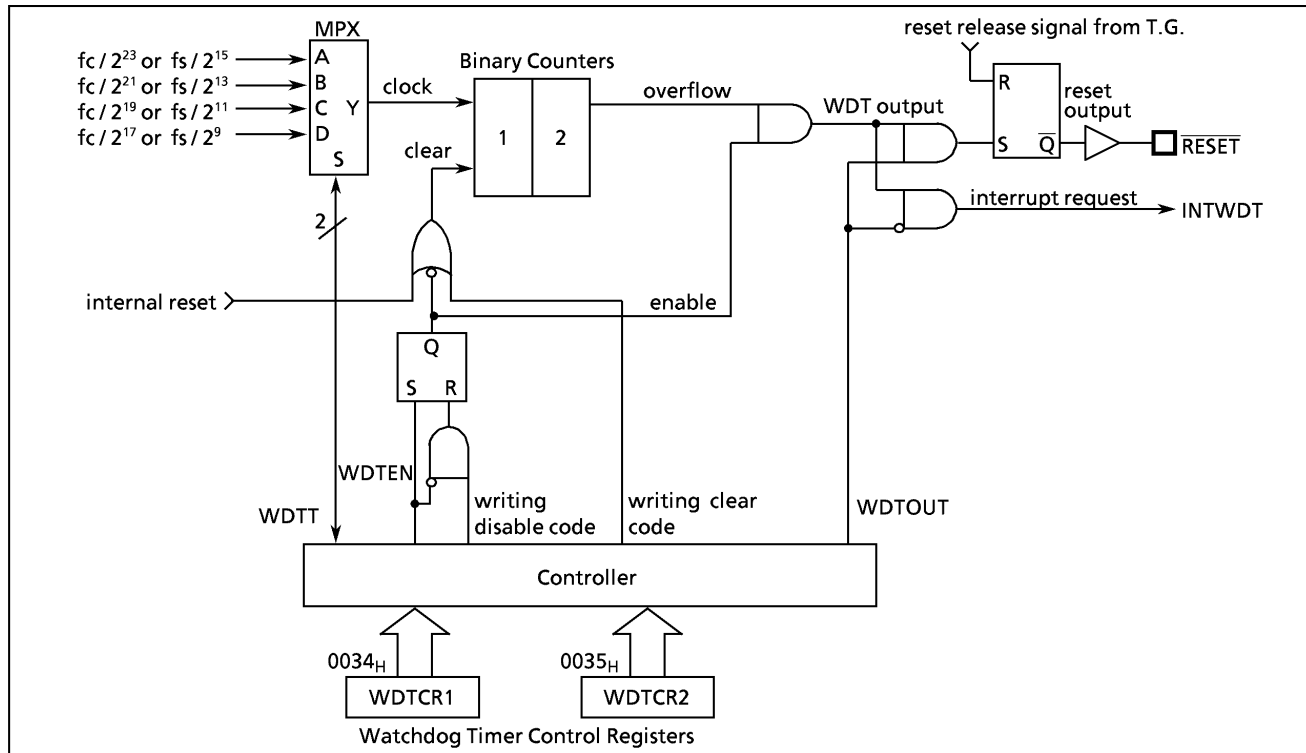 MPX
fc / 2²³ or fs / 2¹⁵
fc / 2²¹ or fs / 2¹³
fc / 2¹⁹ or fs / 2¹¹
fc / 2¹⁷ or fs / 2⁹
A
B
C
D
Y
S
clock
clear
2
Binary Counters
1
2
overflow
WDT output
reset release signal from T.G.
R
S
Q̅
reset
output
R̅E̅S̅E̅T̅
interrupt request
INTWDT
internal reset
enable
Q
S
R
WDTT
WDTEN
writing
disable code
writing clear
code
WDTOUT
Controller
0034H
0035H
WDTCR1
WDTCR2
Watchdog Timer Control Registers